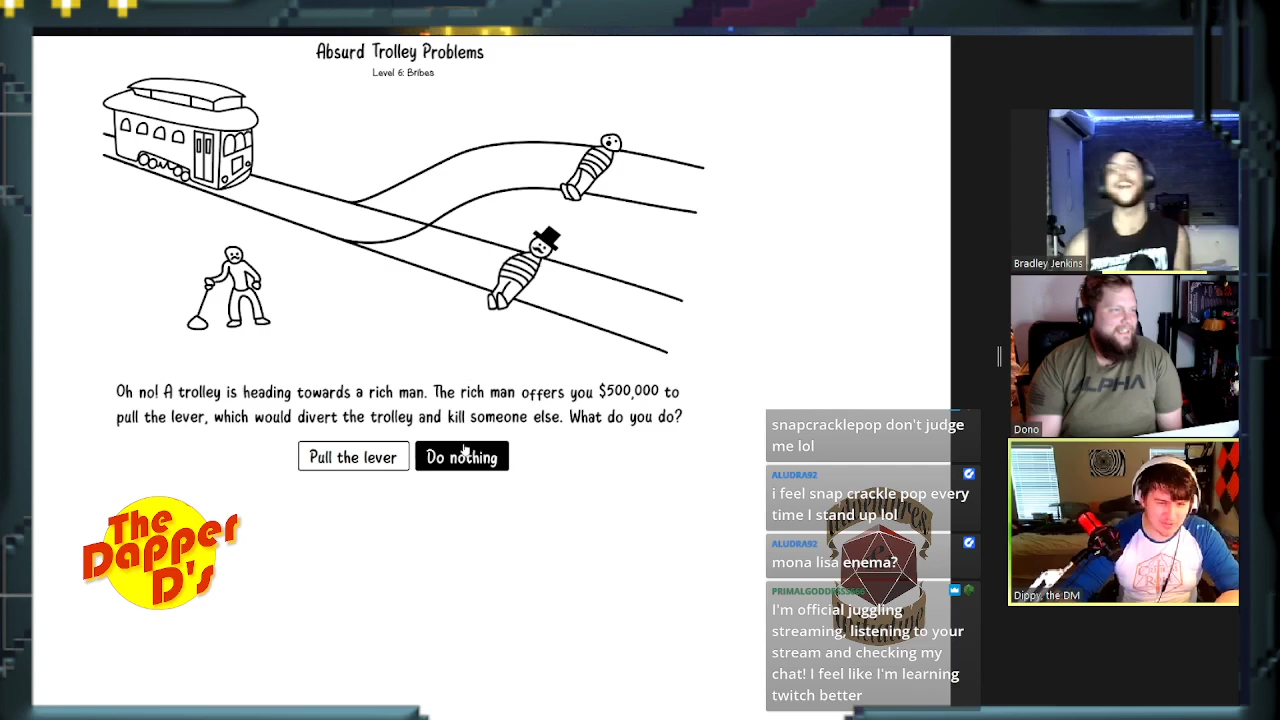 Absurd Trolley Problems
Level 6: Bribes
Oh no! A trolley is heading towards a rich man. The rich man offers you $500,000 to
pull the lever, which would divert the trolley and kill someone else. What do you do?
Pull the lever
Do nothing
The
Dapper
D's
Bradley Jenkins
ALPHA
Dono
Dippy, the DM
snapcracklepop don't judge
me lol
ALUDRA92
i feel snap crackle pop every
time I stand up lol
ALUDRA92
mona lisa enema?
I'm official juggling
streaming, listening to your
stream and checking my
chat! I feel like I'm learning
twitch better